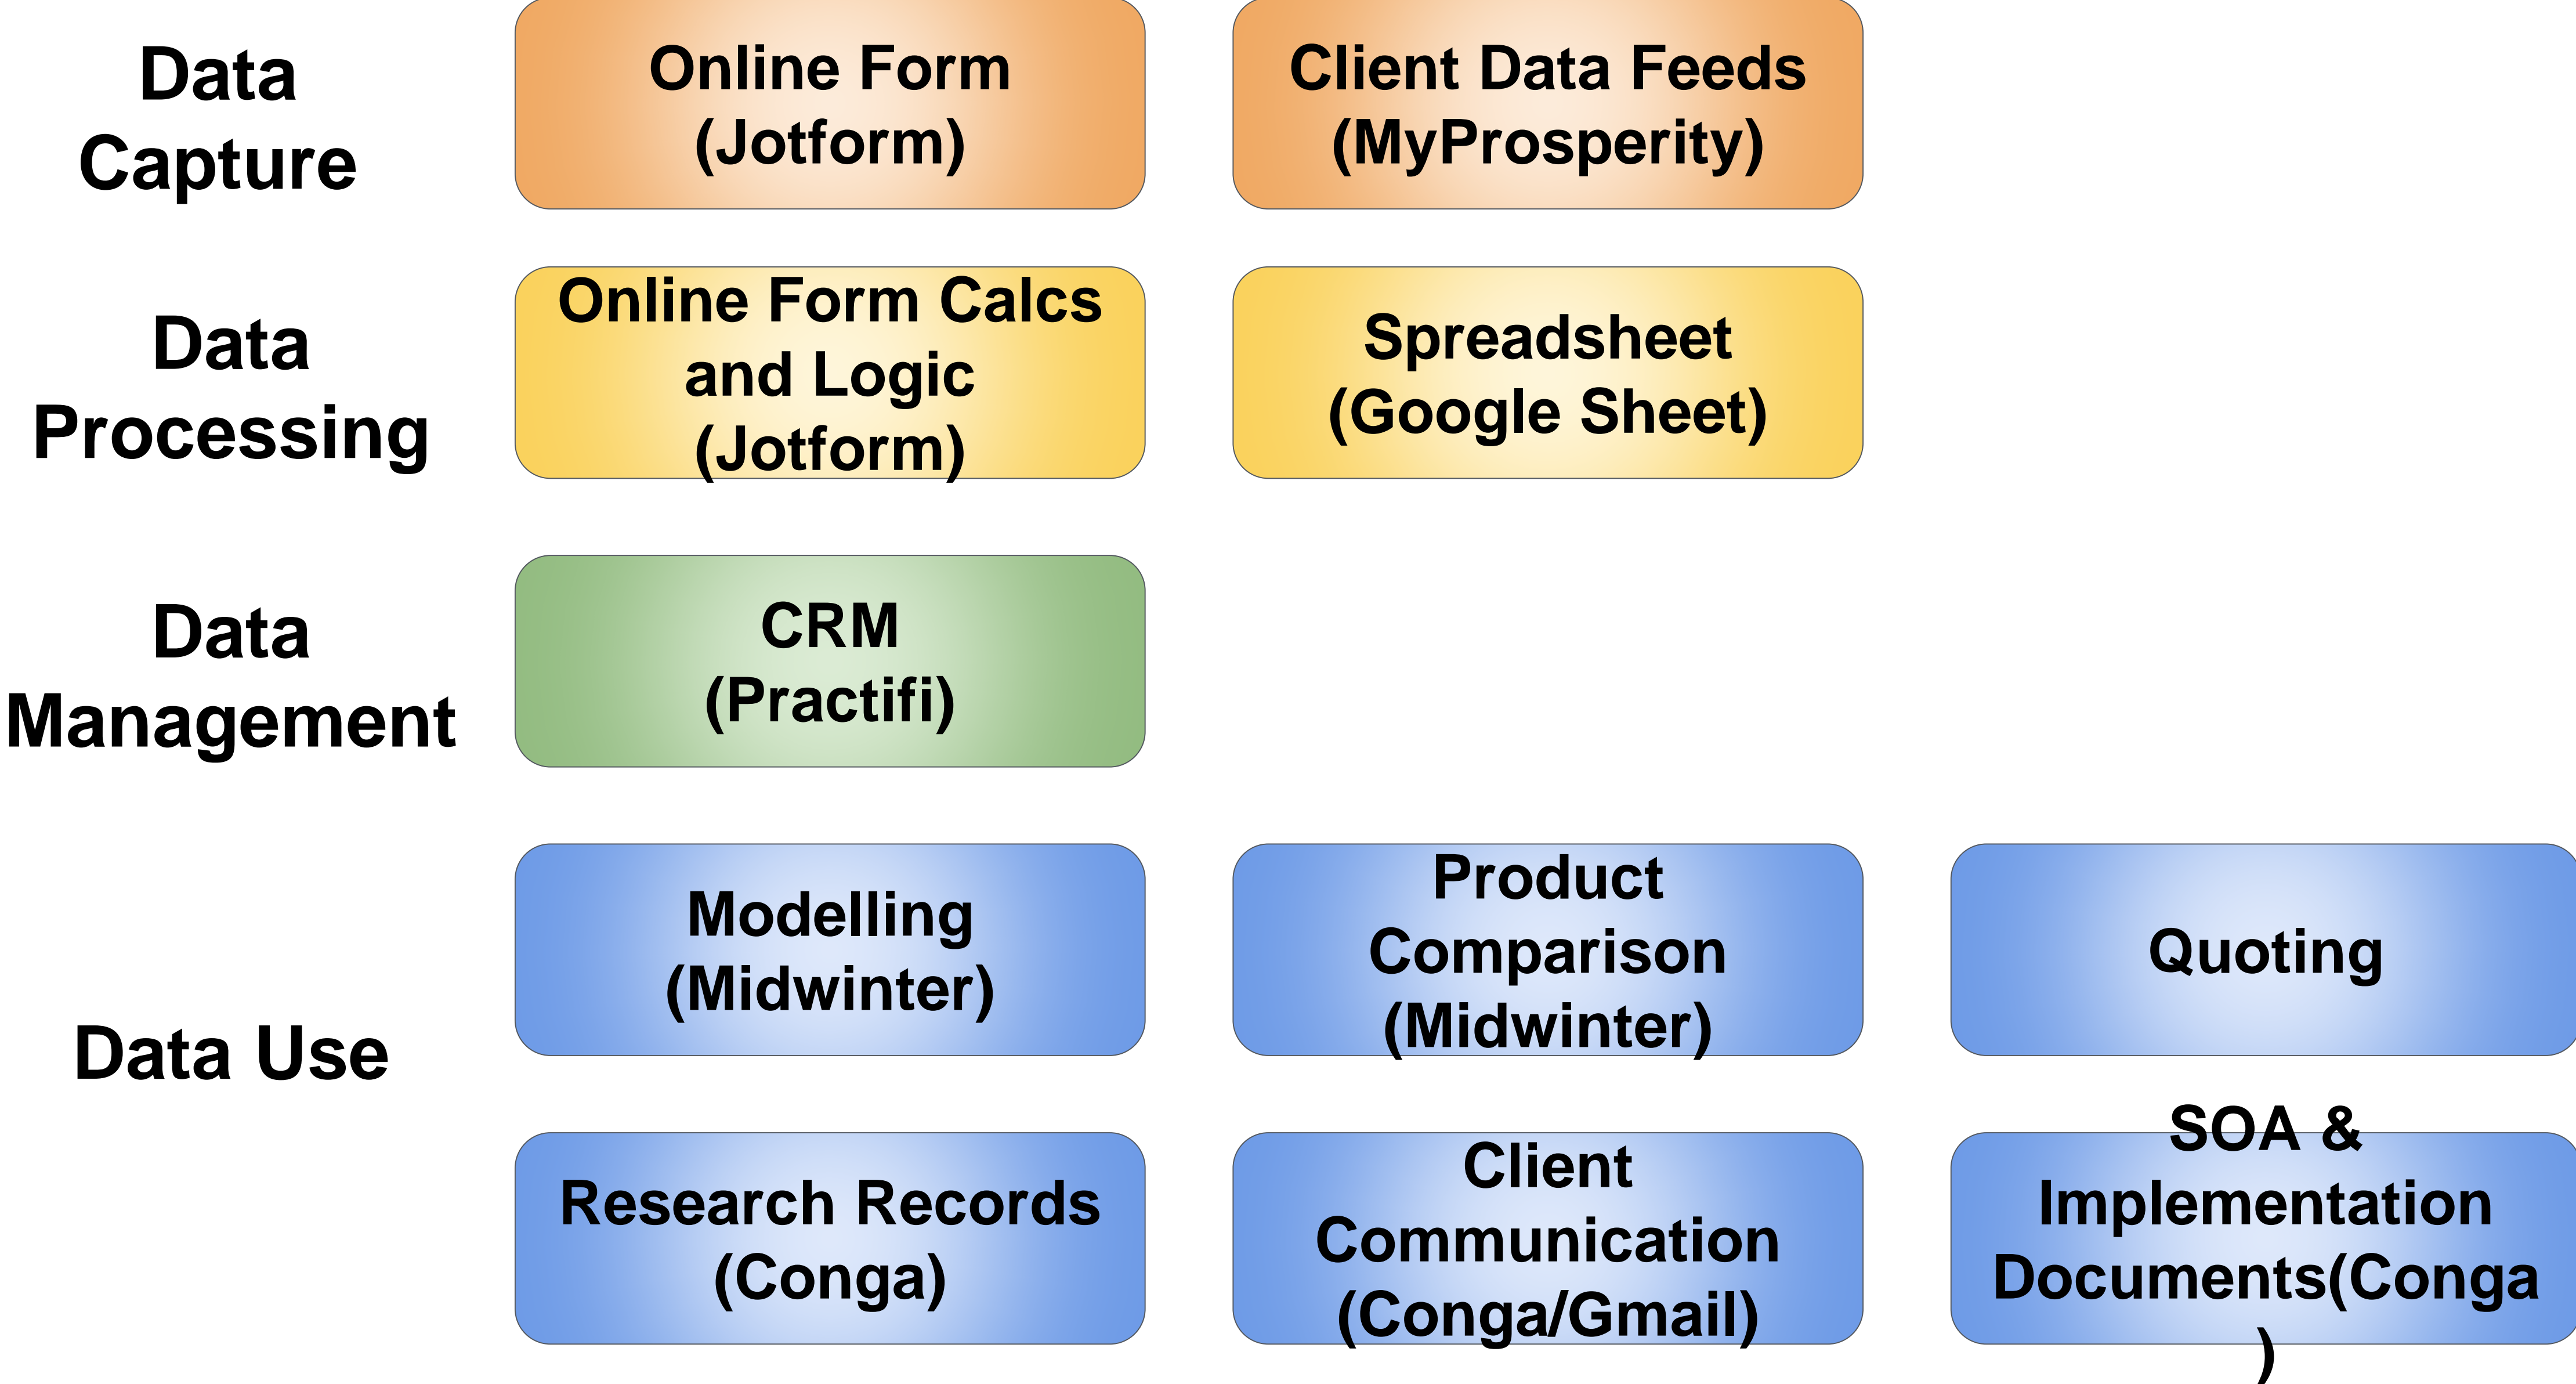 Data
Capture
Online Form
(Jotform)
Client Data Feeds
(MyProsperity)
Data
Processing
Online Form Calcs
and Logic
(Jotform)
Spreadsheet
(Google Sheet)
Data
Management
CRM
(Practifi)
Data Use
Modelling
(Midwinter)
Product
Comparison
(Midwinter)
Quoting
Research Records
(Conga)
Client
Communication
(Conga/Gmail)
SOA &
Implementation
Documents(Conga
)